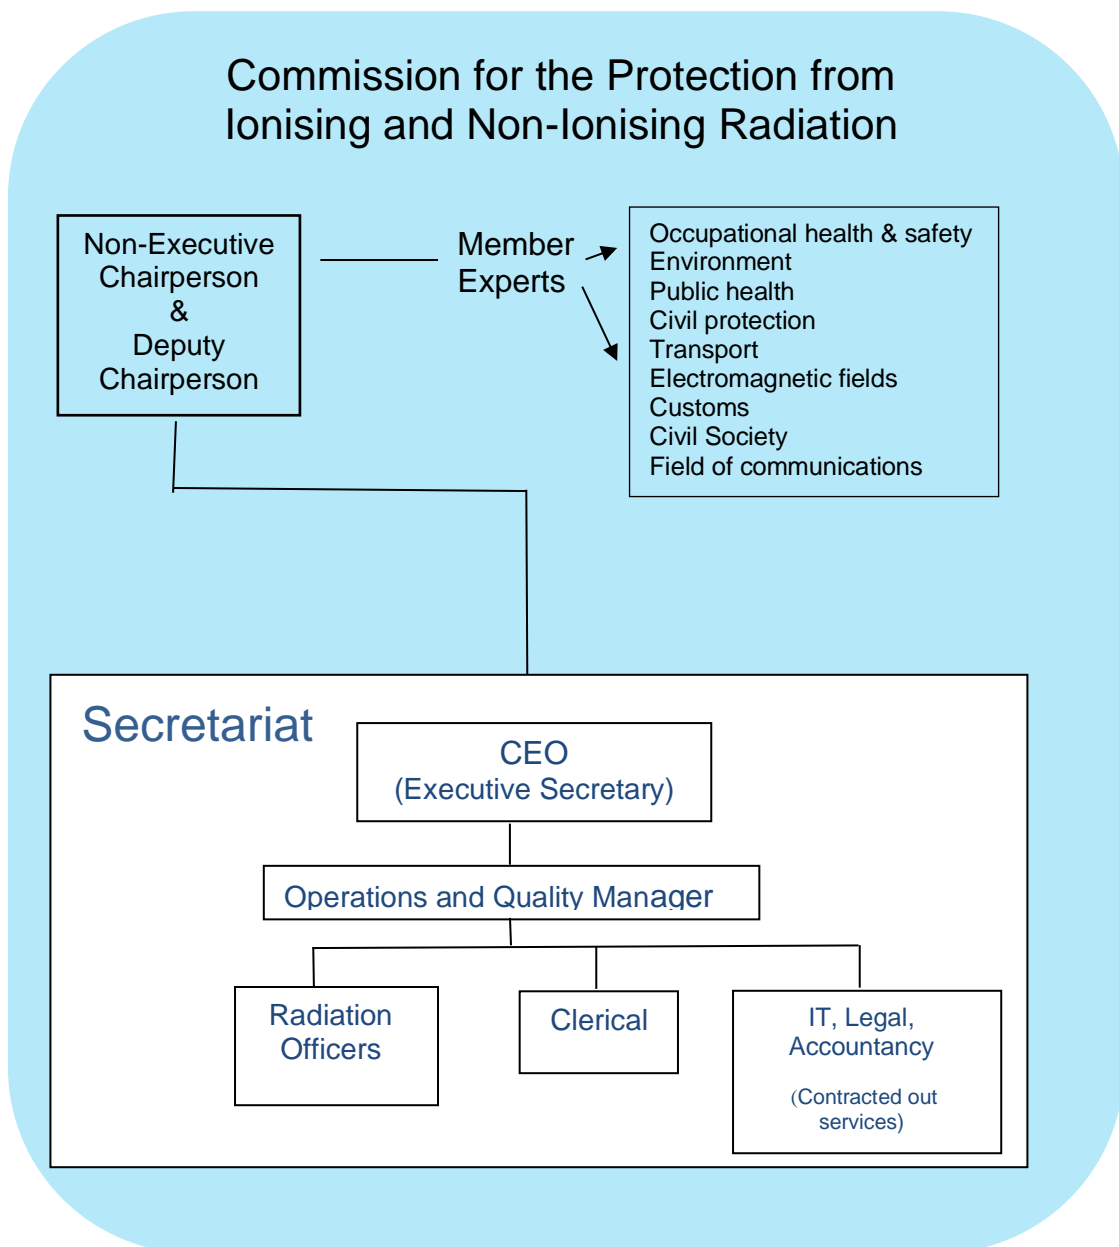 Commission for the Protection from
Ionising and Non-Ionising Radiation
Non-Executive
Chairperson
&
Deputy
Chairperson
Member
Experts
Occupational health & safety
Environment
Public health
Civil protection
Transport
Electromagnetic fields
Customs
Civil Society
Field of communications
Secretariat
CEO
(Executive Secretary)
Operations and Quality Manager
Radiation
Officers
Clerical
IT, Legal,
Accountancy
(Contracted out
services)